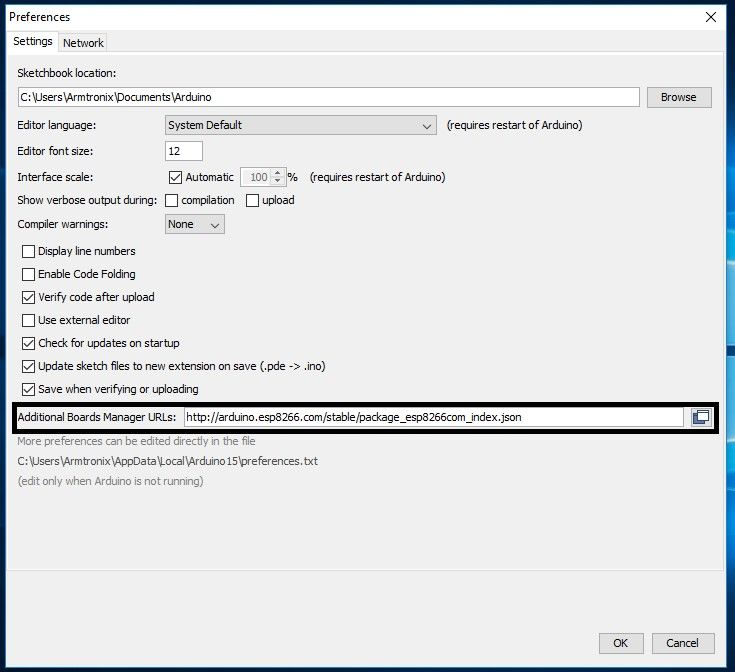 Preferences
Settings Network
Sketchbook location:
C:\Users\Armtronix\Documents\Arduino Browse
Editor language: System Default (requires restart of Arduino)
Editor font size: 12
Interface scale: Automatic 100 % (requires restart of Arduino)
Show verbose output during: compilation upload
Compiler warnings: None
Display line numbers
Enable Code Folding
Verify code after upload
Use external editor
Check for updates on startup
Update sketch files to new extension on save (.pde -> .ino)
Save when verifying or uploading
Additional Boards Manager URLs: http://arduino.esp8266.com/stable/package_esp8266com_index.json
More preferences can be edited directly in the file
C:\Users\Armtronix\AppData\Local\Arduino15\preferences.txt
(edit only when Arduino is not running)
OK Cancel